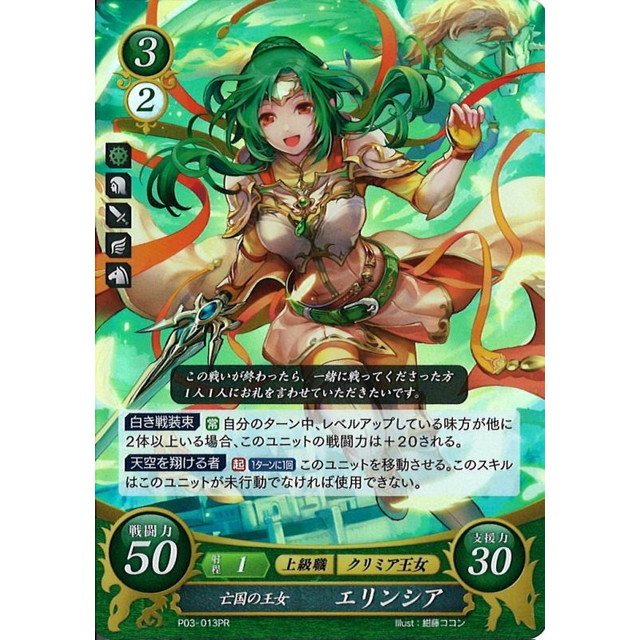 3
2
この戦いが終わったら、一緒に戦ってくださった方
1人1人にお礼を言わせていただきたいです。
白き戦装束 常 自分のターン中、レベルアップしている味方が他に
2体以上いる場合、このユニットの戦闘力は+20される。
天空を翔ける者 起 1ターンに1回 このユニットを移動させる。このスキル
はこのユニットが未行動でなければ使用できない。
戦闘力
50
射程 1
上級職
クリミア王女
支援力
30
亡国の王女 エリンシア
P03-013PR
Illust:紺藤ココン